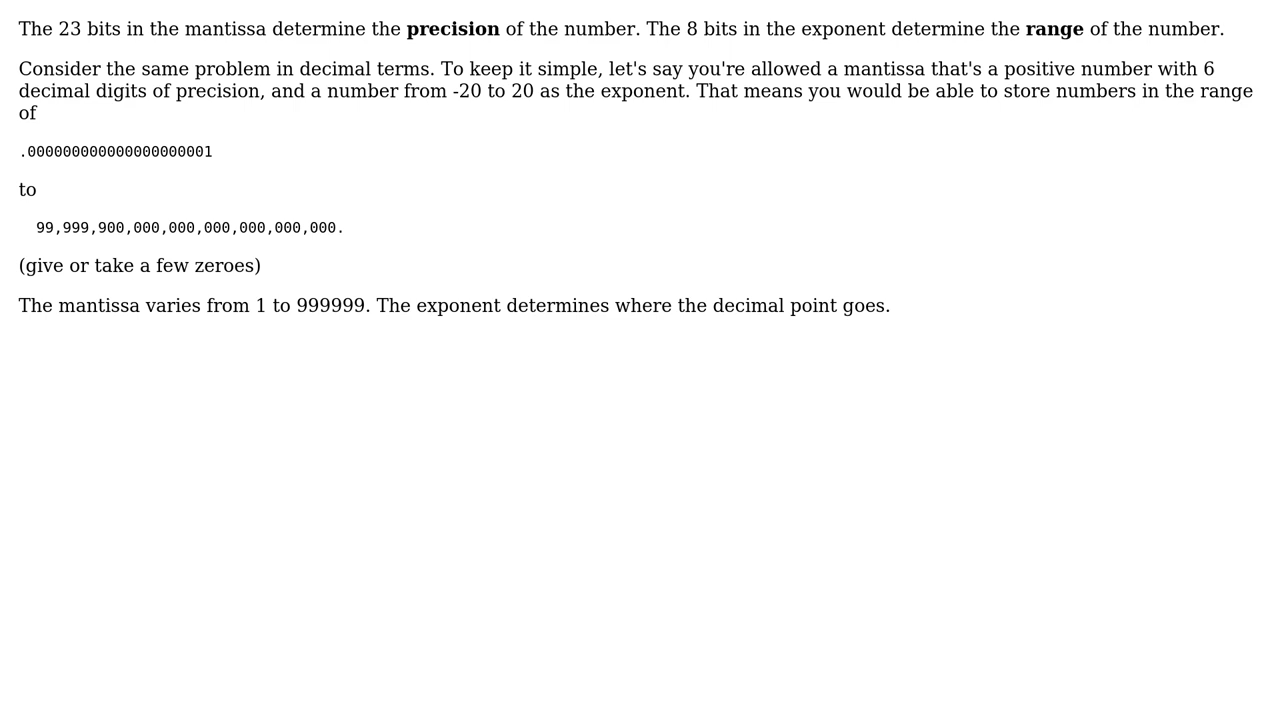 The 23 bits in the mantissa determine the precision of the number. The 8 bits in the exponent determine the range of the number.
Consider the same problem in decimal terms. To keep it simple, let's say you're allowed a mantissa that's a positive number with 6
decimal digits of precision, and a number from -20 to 20 as the exponent. That means you would be able to store numbers in the range
of
.000000000000000000001
to
99,999,900,000,000,000,000,000,000.
(give or take a few zeroes)
The mantissa varies from 1 to 999999. The exponent determines where the decimal point goes.